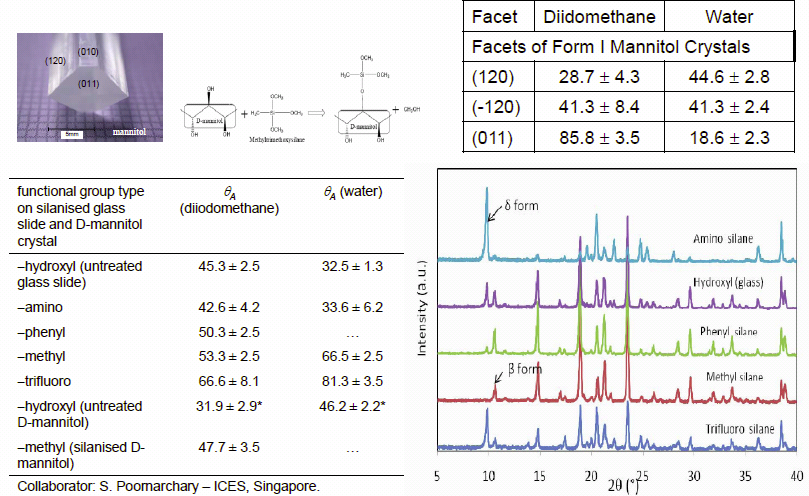 (010)
(120)
(011)
5mm
mannitol
OH
D-mannitol
OH
OH
+
H₃C
OCH₃
Si
OCH₃
OCH₃
Methyltrimethoxysilane
OCH₃
H₃C
Si
OCH₃
O
D-mannitol
OH
OH
+
CH₃OH
Facet Diidomethane Water
Facets of Form I Mannitol Crystals
(120) 28.7 ± 4.3 44.6 ± 2.8
(-120) 41.3 ± 8.4 41.3 ± 2.4
(011) 85.8 ± 3.5 18.6 ± 2.3
functional group type θA θA (water)
on silanised glass (diiodomethane)
slide and D-mannitol
crystal
–hydroxyl (untreated 45.3 ± 2.5 32.5 ± 1.3
glass slide)
–amino 42.6 ± 4.2 33.6 ± 6.2
–phenyl 50.3 ± 2.5 …
–methyl 53.3 ± 2.5 66.5 ± 2.5
–trifluoro 66.6 ± 8.1 81.3 ± 3.5
–hydroxyl (untreated 31.9 ± 2.9* 46.2 ± 2.2*
D-mannitol)
–methyl (silanised D- 47.7 ± 3.5 …
mannitol)
Collaborator: S. Poornarchary – ICES, Singapore.
Intensity (a.u.)
δ form
Amino silane
Hydroxyl (glass)
Phenyl silane
β form
Methyl silane
Trifluoro silane
5 10 15 20 25 30 35 40
2θ (°)